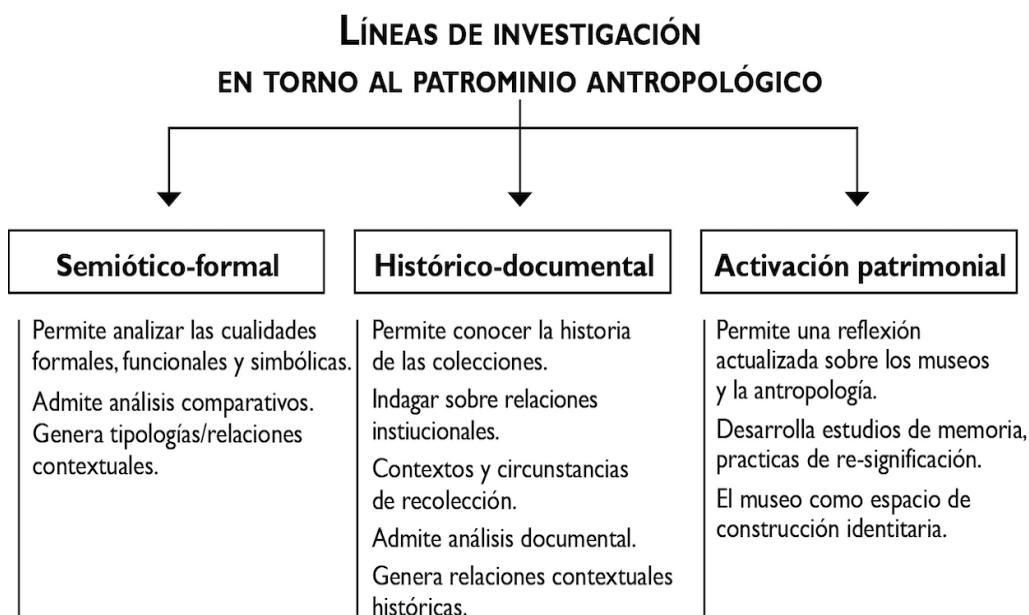 LÍNEAS DE INVESTIGACIÓN
EN TORNO AL PATROMINIO ANTROPOLÓGICO
Semiótico-formal
Permite analizar las cualidades
formales, funcionales y simbólicas.
Admite análisis comparativos.
Genera tipologías/relaciones
contextuales.
Histórico-documental
Permite conocer la historia
de las colecciones.
Indagar sobre relaciones
instiucionales.
Contextos y circunstancias
de recolección.
Admite análisis documental.
Genera relaciones contextuales
históricas.
Activación patrimonial
Permite una reflexión
actualizada sobre los museos
y la antropología.
Desarrolla estudios de memoria,
practicas de re-significación.
El museo como espacio de
construcción identitaria.